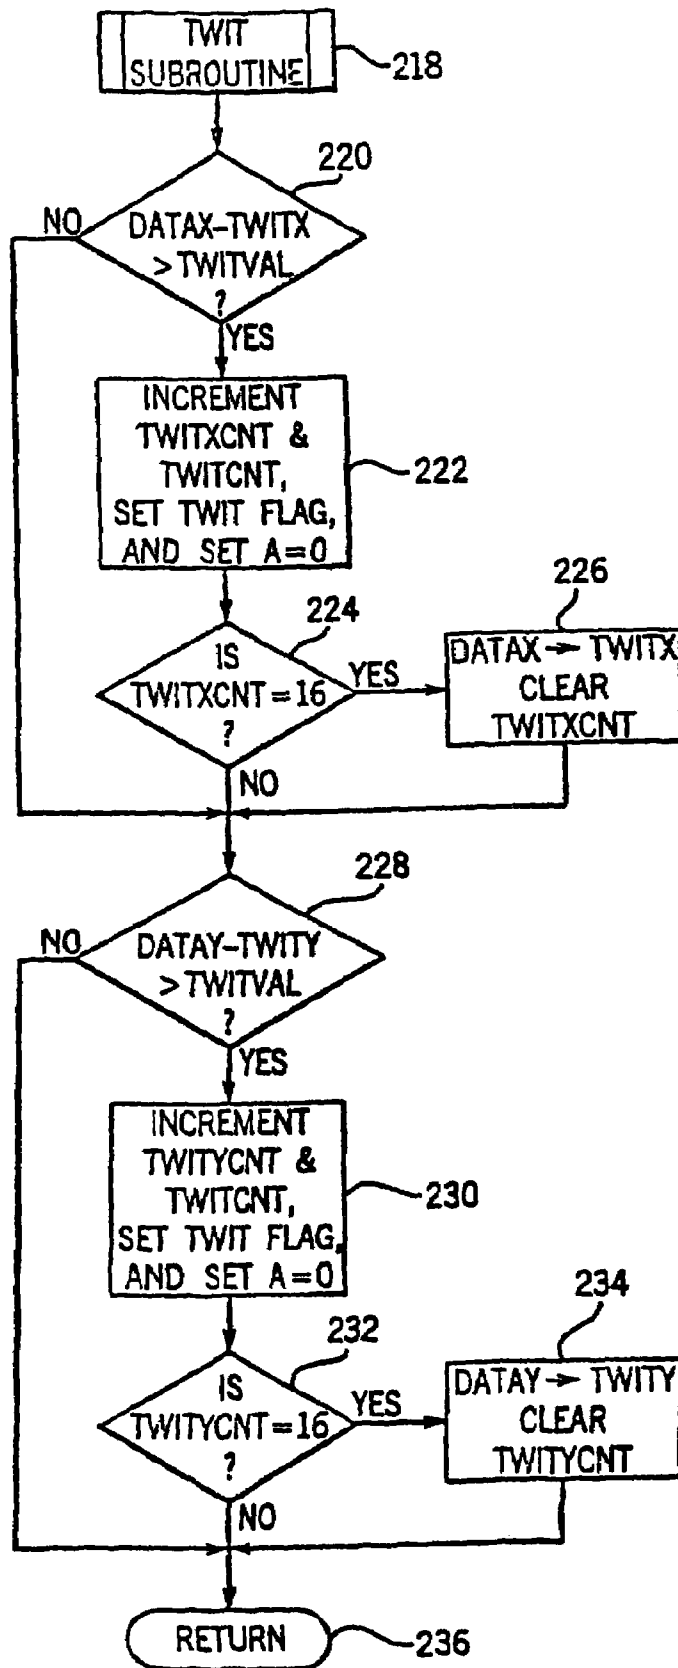 TWIT
SUBROUTINE
218
220
NO
DATAX-TWITX
> TWITVAL
?
YES
INCREMENT
TWITXCNT &
TWITCNT,
SET TWIT FLAG,
AND SET A=0
222
224
IS
TWITXCNT=16
?
YES
226
DATAX → TWITX
CLEAR
TWITXCNT
NO
228
NO
DATAY-TWITY
> TWITVAL
?
YES
INCREMENT
TWITYCNT &
TWITCNT,
SET TWIT FLAG,
AND SET A=0
230
232
IS
TWITYCNT=16
?
YES
234
DATAY → TWITY
CLEAR
TWITYCNT
NO
RETURN
236